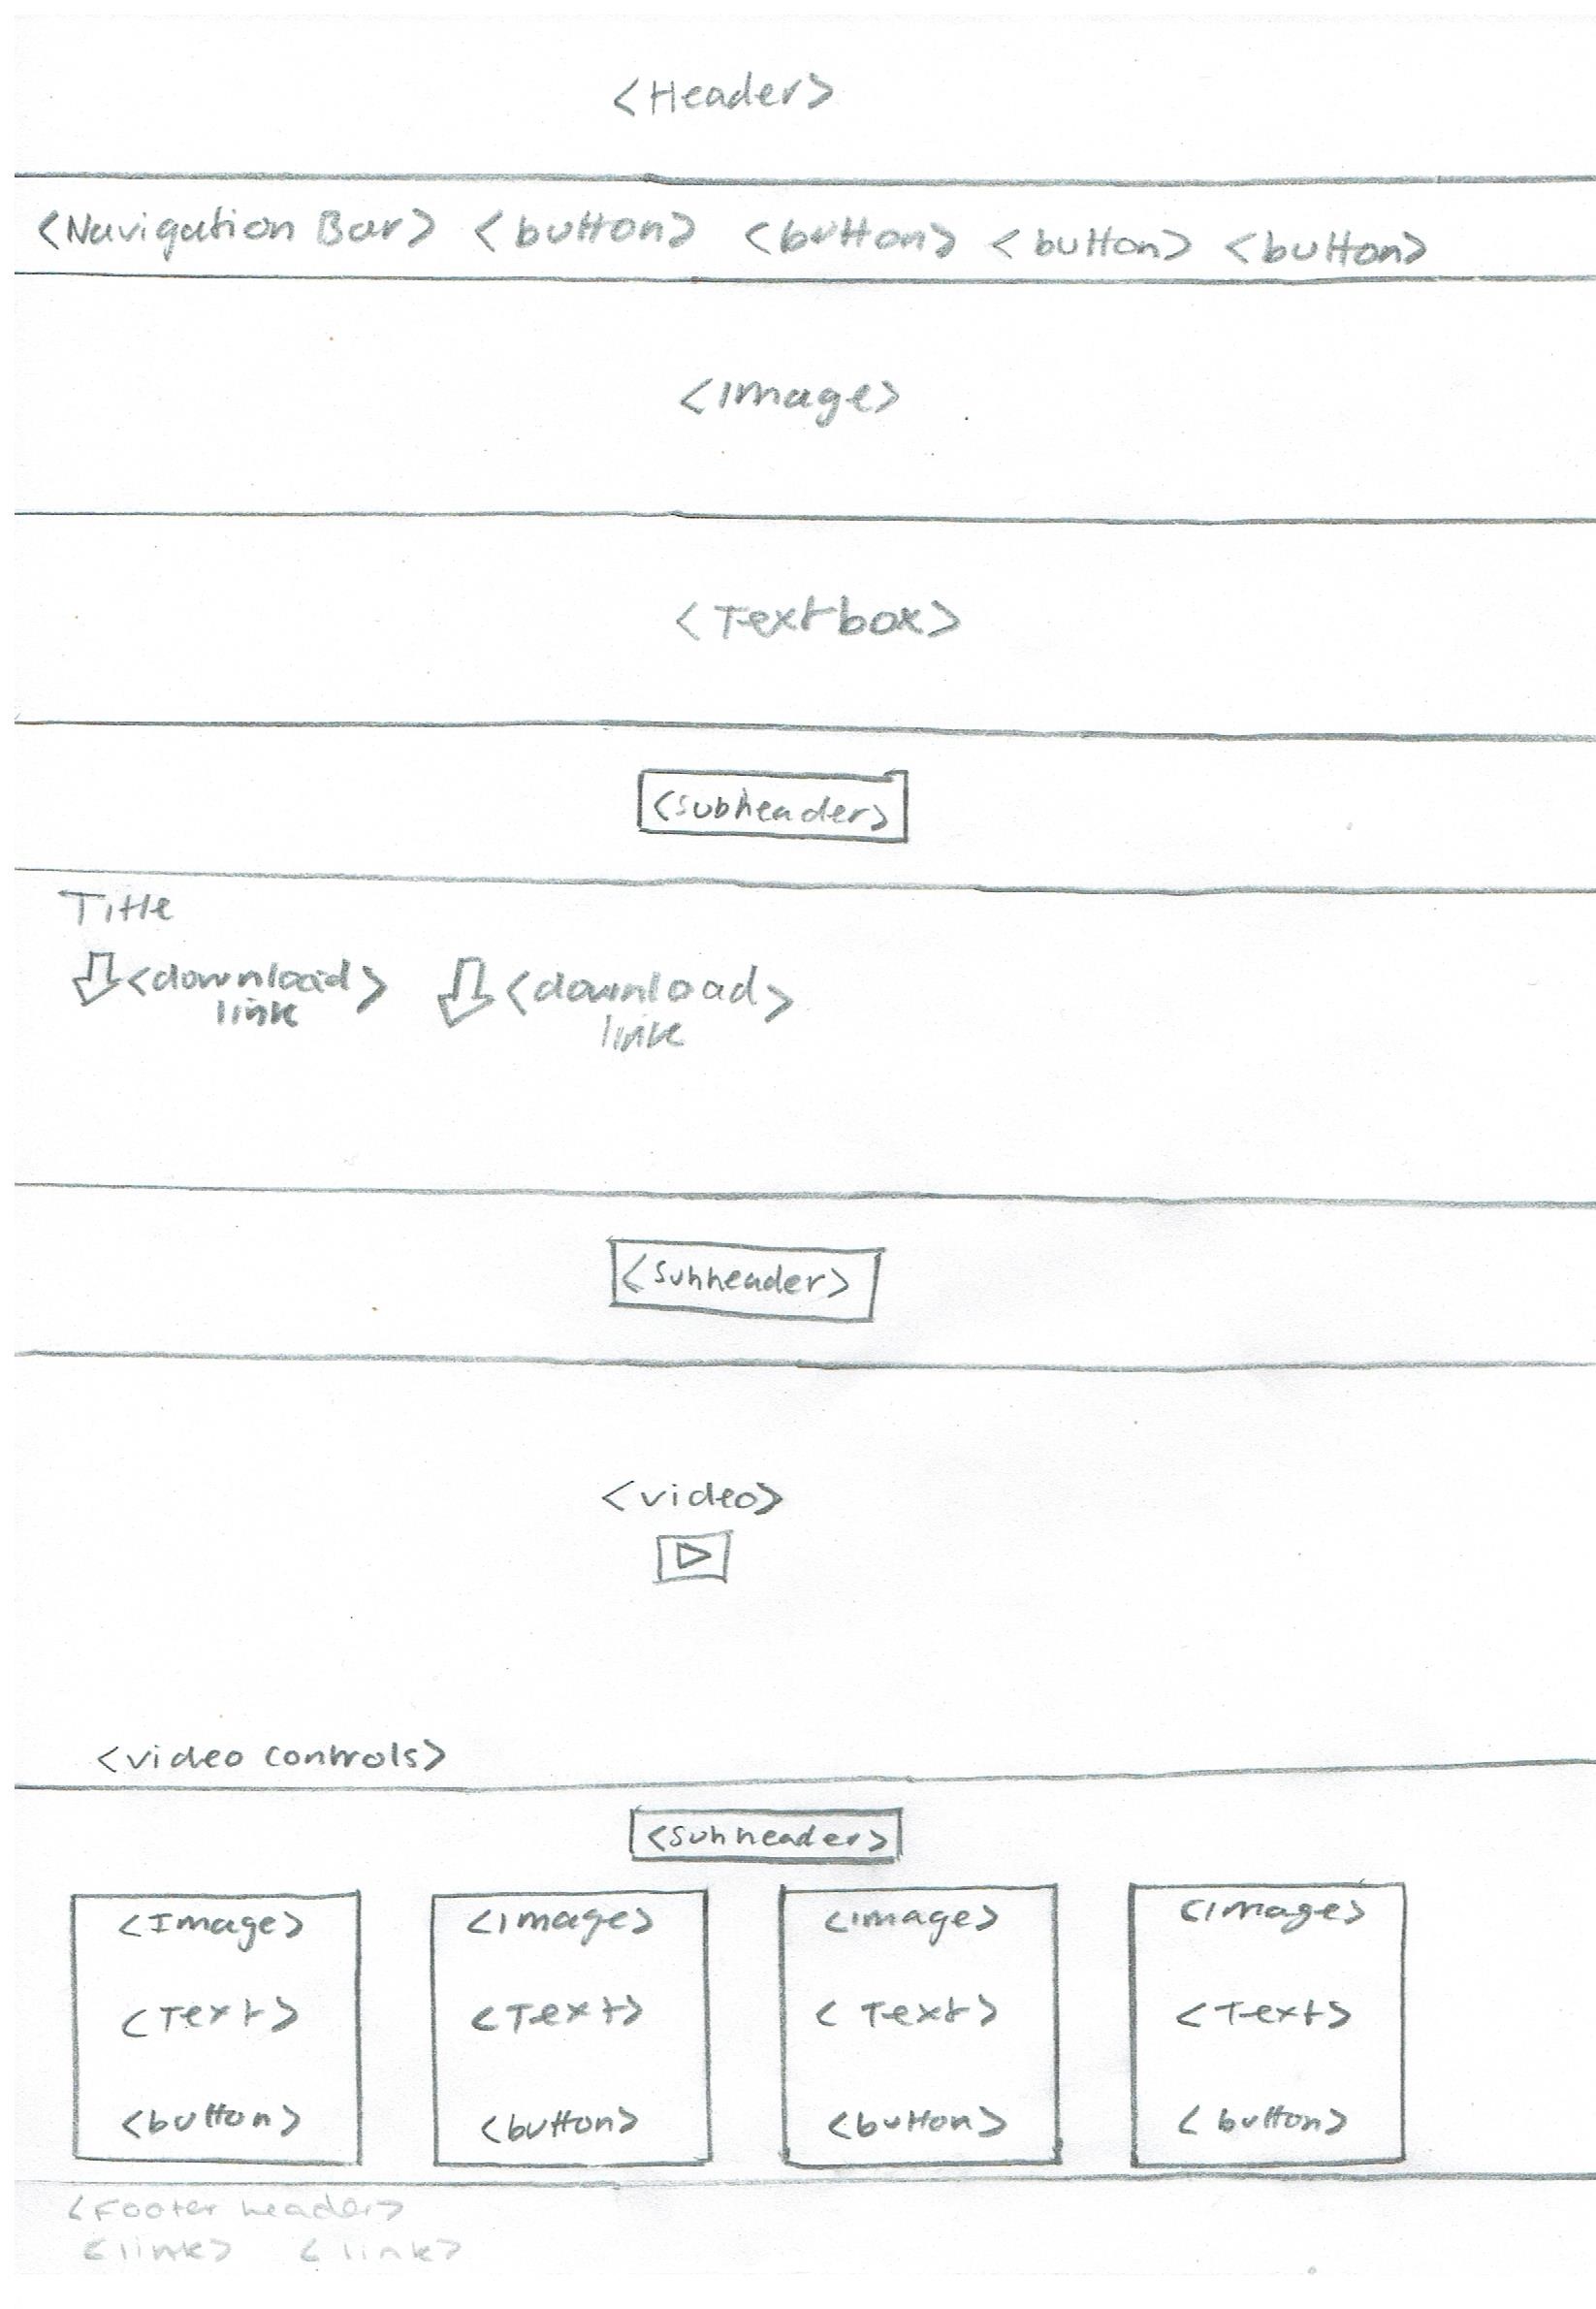 <Header>
<Navigation Bar> <button> <button> <button> <button>
<Image>
<Textbox>
<subheader>
Title
<download> <download>
link link
<subheader>
<video>
<video controls>
<subheader>
<Image> <image> <image> <image>
<Text> <Text> <Text> <Text>
<button> <button> <button> <button>
<Footer header>
<link> <link>